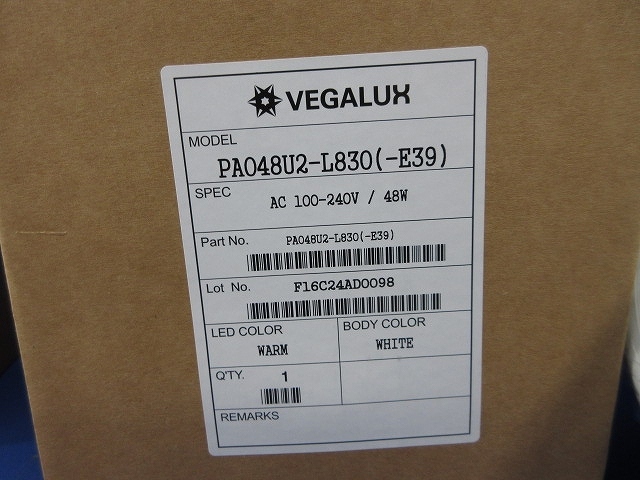 VEGALUX
MODEL
PA048U2-L830(-E39)
SPEC
AC 100-240V / 48W
Part No.
PA048U2-L830(-E39)
Lot No.
F16C24AD0098
LED COLOR
WARM
BODY COLOR
WHITE
Q'TY.
1
REMARKS